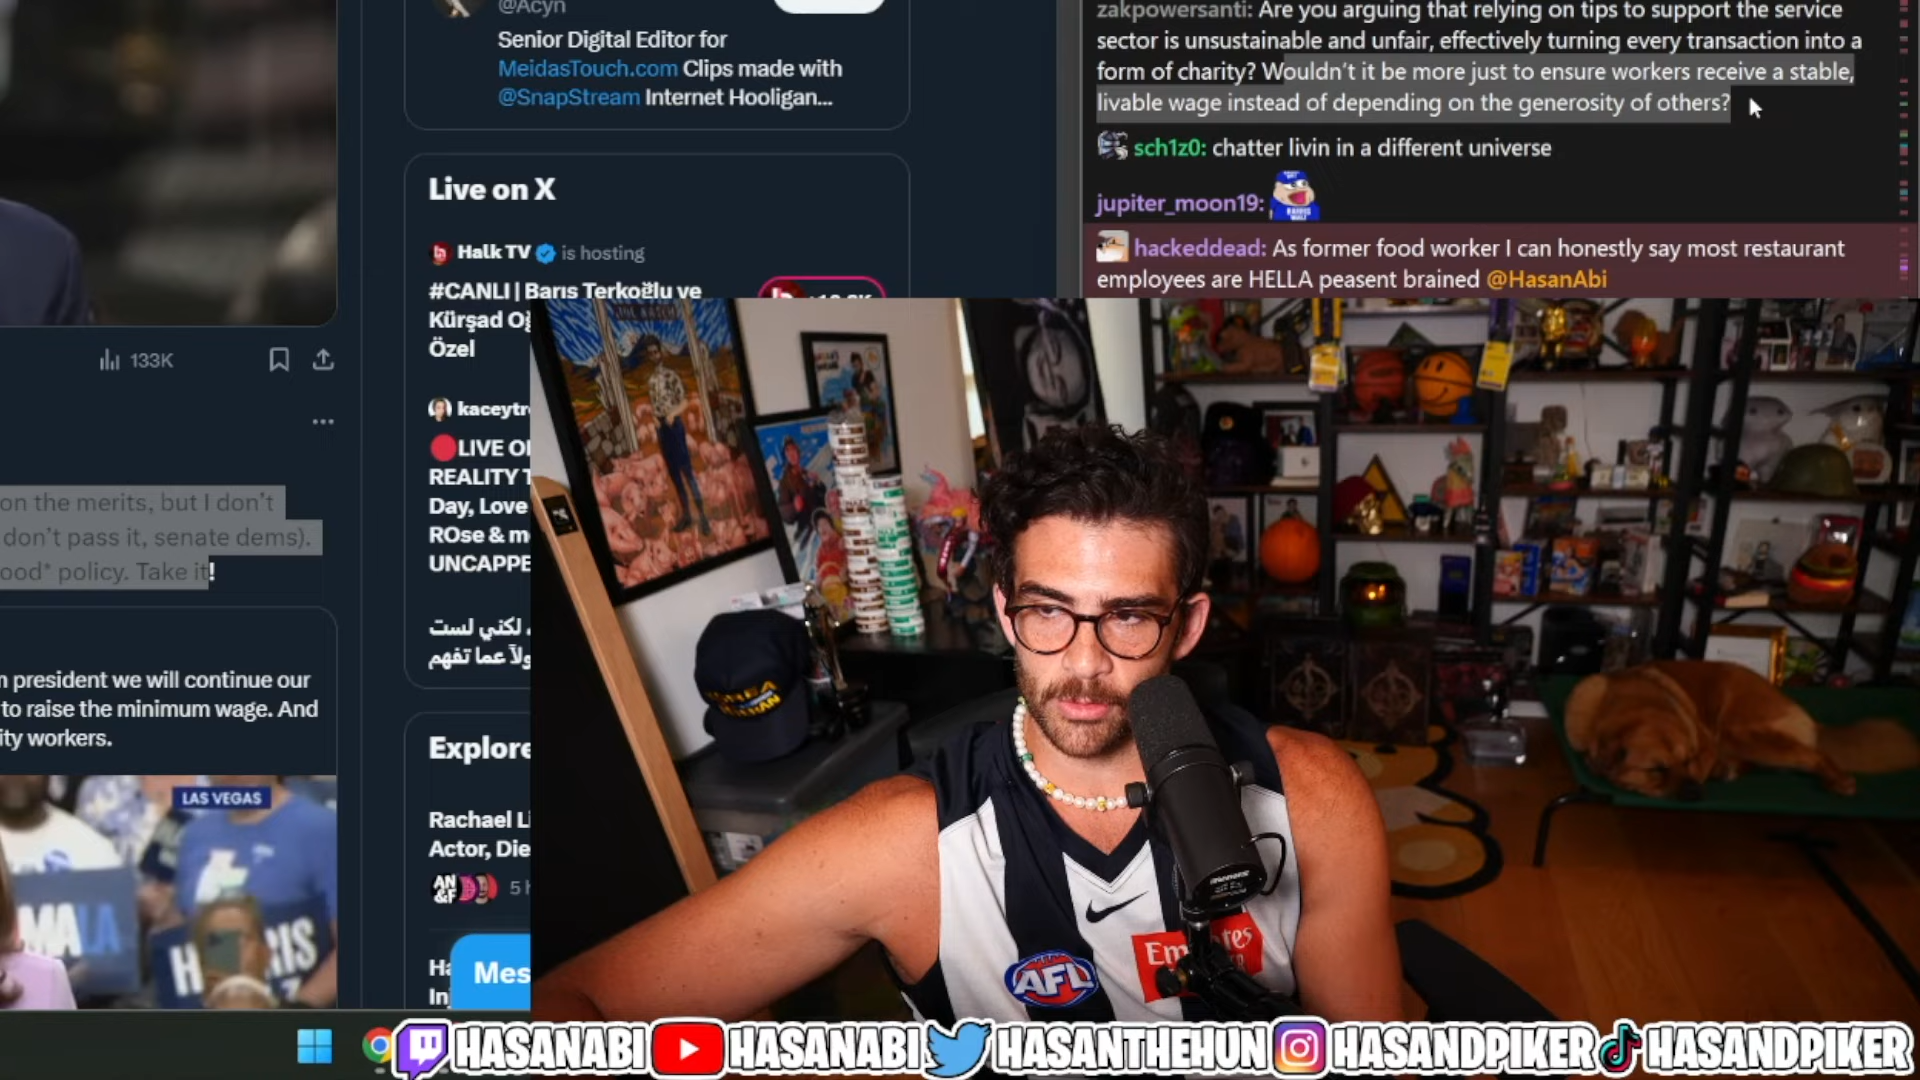 @Acyn
Senior Digital Editor for
MeidasTouch.com Clips made with
@SnapStream Internet Hooligan...
Live on X
Halk TV is hosting
#CANLI | Barış Terkoğlu ve
Kürşad
Özel
kaceytr
LIVE
REALITY
Day, Love
ROse &
UNCAPPE
، لكني لست
عما تفهم
Explore
Rachael
Actor, Die
AN
&F
5
Mes
133K
on the merits, but I don't
don't pass it, senate dems).
ood* policy. Take it!
president we will continue our
to raise the minimum wage. And
ity workers.
LAS VEGAS
MALA
H RIS
zakpowersanti: Are you arguing that relying on tips to support the service
sector is unsustainable and unfair, effectively turning every transaction into a
form of charity? Wouldn't it be more just to ensure workers receive a stable,
livable wage instead of depending on the generosity of others?
sch1z0: chatter livin in a different universe
jupiter_moon19:
hackeddead: As former food worker I can honestly say most restaurant
employees are HELLA peasent brained @HasanAbi
AFL
HASANABI HASANABI HASANTHEHUN HASANDPIKER HASANDPIKER